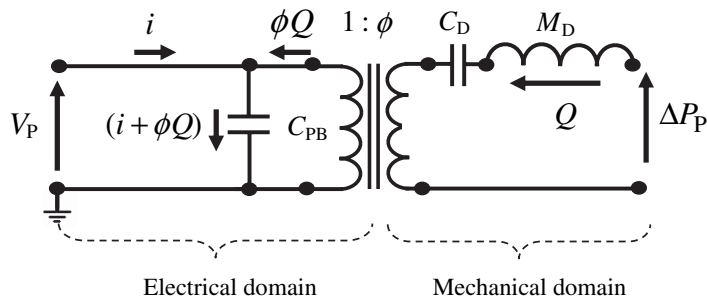 i
ϕQ
1 : ϕ
C_D
M_D
V_P
(i + ϕQ)
C_PB
Q
ΔP_P
Electrical domain
Mechanical domain